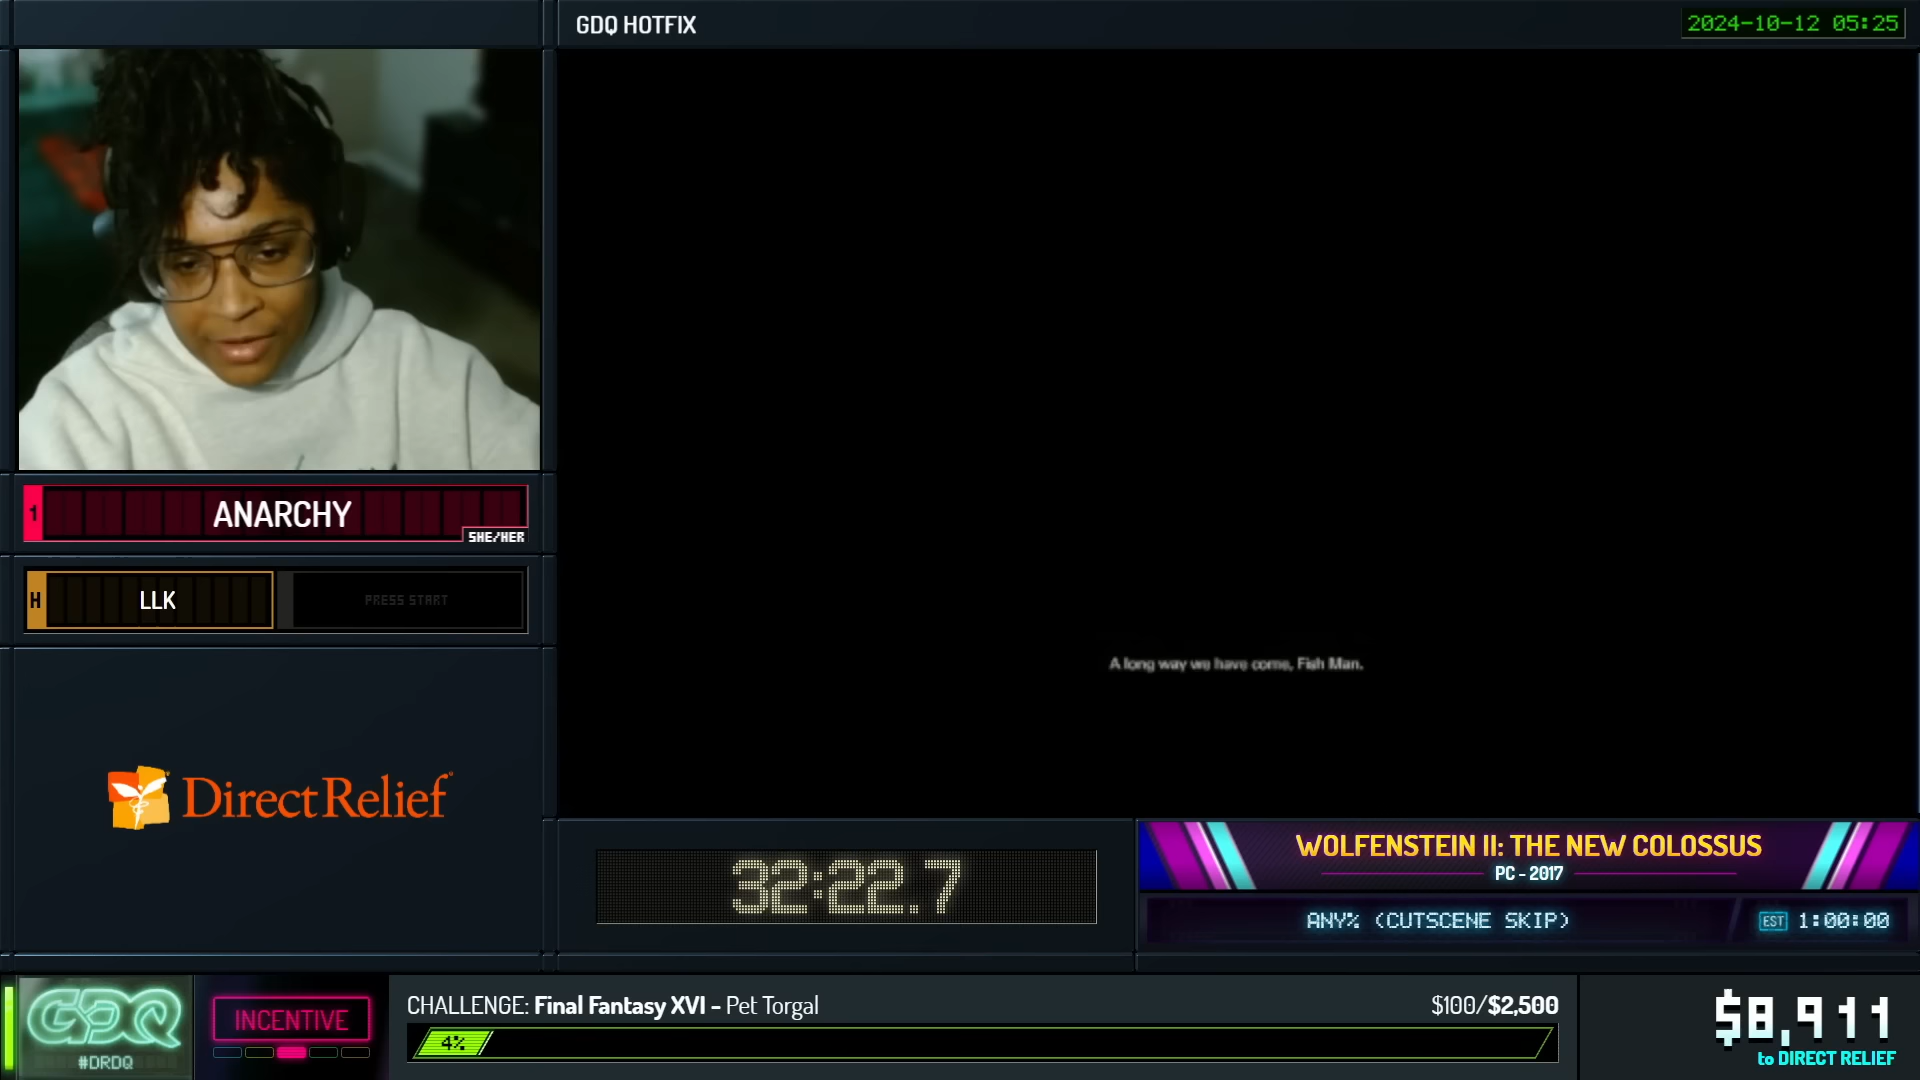 GDQ HOTFIX
2024-10-12 05:25
1 ANARCHY
SHE/HER
H LLK
PRESS START
A long way we have come, Fish Man.
DirectRelief
32:22.7
WOLFENSTEIN II: THE NEW COLOSSUS
PC - 2017
ANY% (CUTSCENE SKIP)
EST 1:00:00
GDQ
#DRDQ
INCENTIVE
CHALLENGE: Final Fantasy XVI - Pet Torgal
$100/$2,500
4%
$8,911
to DIRECT RELIEF